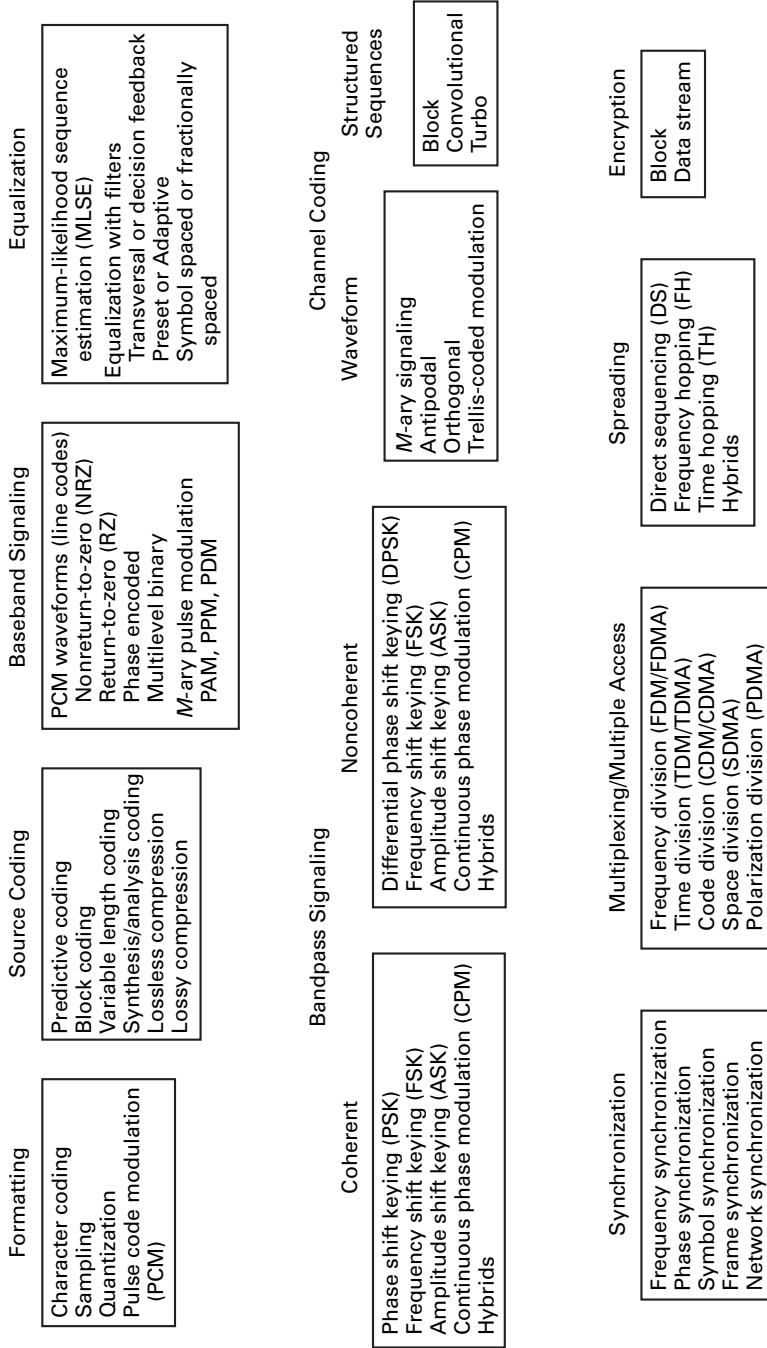 Formatting
Character coding
Sampling
Quantization
Pulse code modulation
(PCM)
Source Coding
Predictive coding
Block coding
Variable length coding
Synthesis/analysis coding
Lossless compression
Lossy compression
Baseband Signaling
PCM waveforms (line codes)
Nonreturn-to-zero (NRZ)
Return-to-zero (RZ)
Phase encoded
Multilevel binary
M-ary pulse modulation
PAM, PPM, PDM
Equalization
Maximum-likelihood sequence
estimation (MLSE)
Equalization with filters
Transversal or decision feedback
Preset or Adaptive
Symbol spaced or fractionally
spaced
Bandpass Signaling
Coherent
Phase shift keying (PSK)
Frequency shift keying (FSK)
Amplitude shift keying (ASK)
Continuous phase modulation (CPM)
Hybrids
Noncoherent
Differential phase shift keying (DPSK)
Frequency shift keying (FSK)
Amplitude shift keying (ASK)
Continuous phase modulation (CPM)
Hybrids
Channel Coding
Waveform
M-ary signaling
Antipodal
Orthogonal
Trellis-coded modulation
Structured
Sequences
Block
Convolutional
Turbo
Synchronization
Frequency synchronization
Phase synchronization
Symbol synchronization
Frame synchronization
Network synchronization
Multiplexing/Multiple Access
Frequency division (FDM/FDMA)
Time division (TDM/TDMA)
Code division (CDM/CDMA)
Space division (SDMA)
Polarization division (PDMA)
Spreading
Direct sequencing (DS)
Frequency hopping (FH)
Time hopping (TH)
Hybrids
Encryption
Block
Data stream